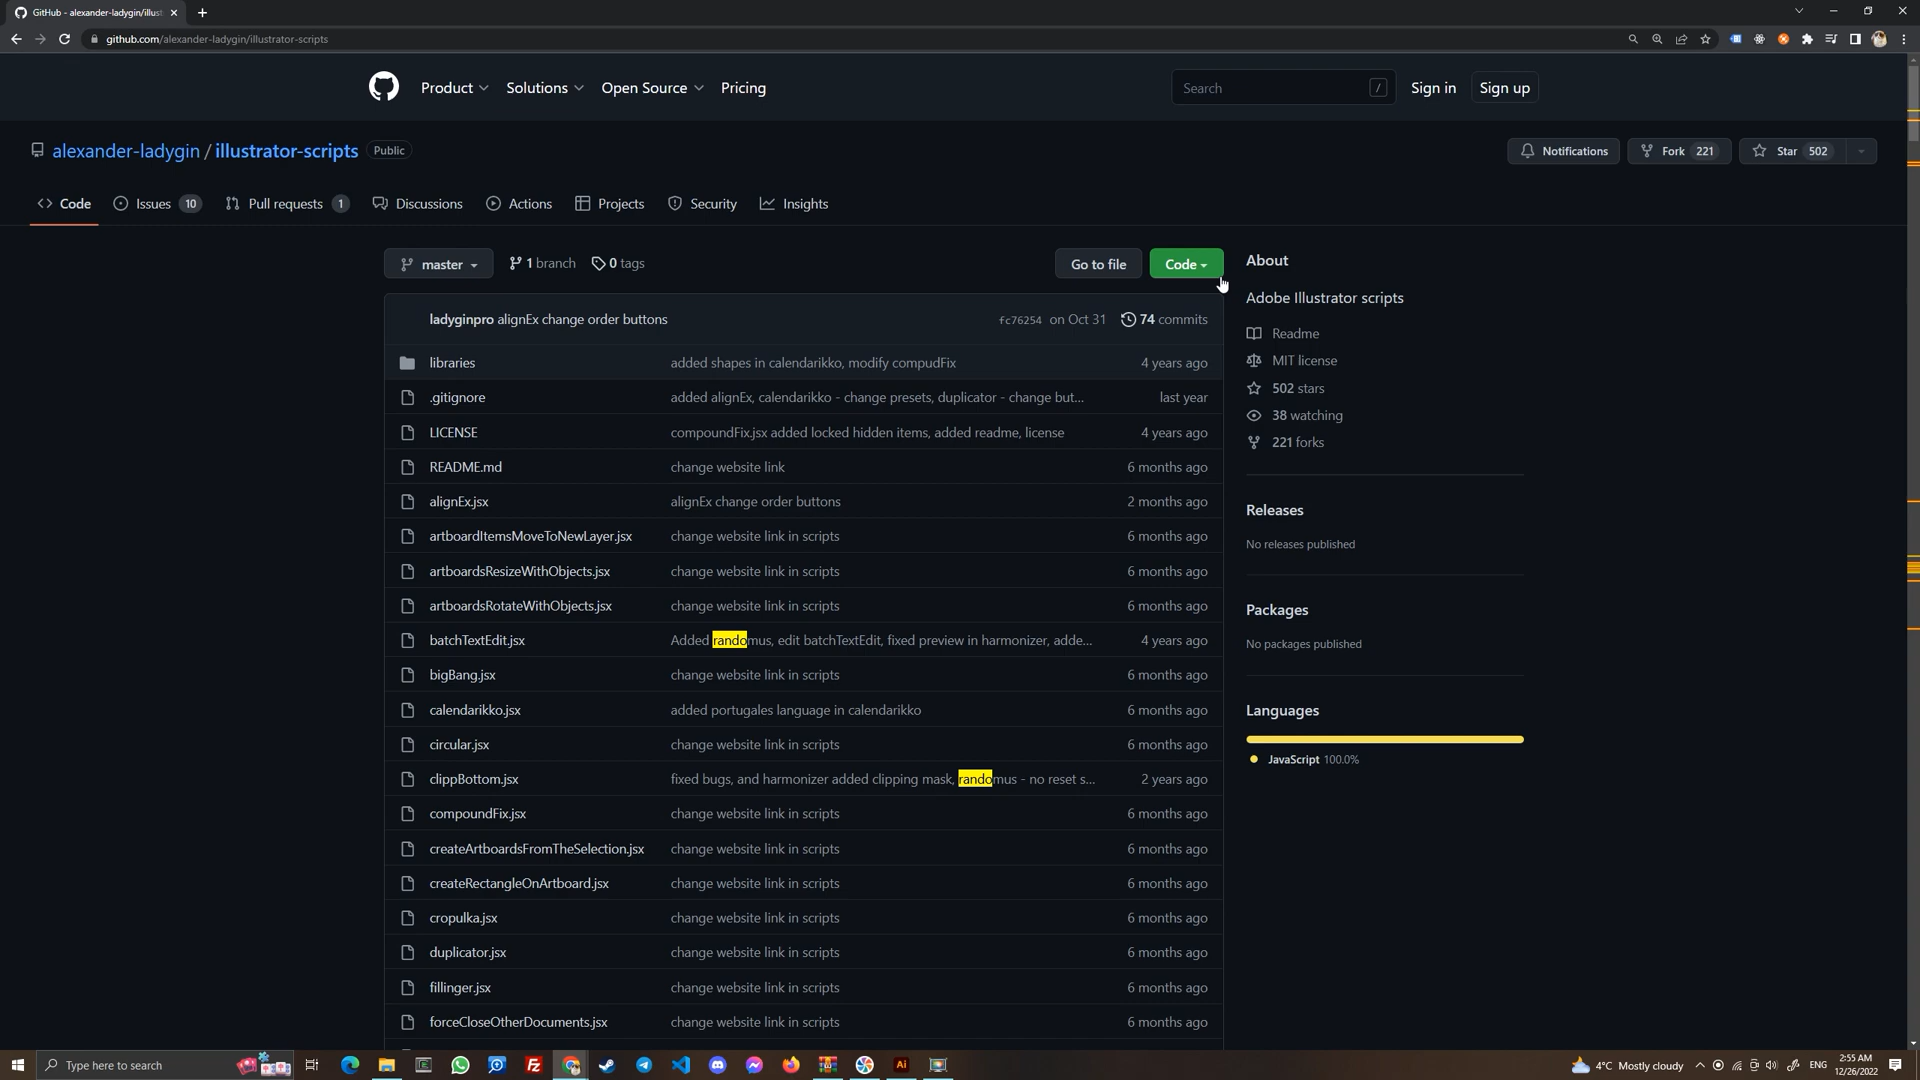 GitHub - alexander-ladygin/illust
github.com/alexander-ladygin/illustrator-scripts
Product Solutions Open Source Pricing
Search /
Sign in Sign up
alexander-ladygin / illustrator-scripts Public
Notifications Fork 221 Star 502
Code Issues 10 Pull requests 1 Discussions Actions Projects Security Insights
master 1 branch 0 tags
Go to file Code
ladyginpro alignEx change order buttons fc76254 on Oct 31 74 commits
libraries added shapes in calendarikko, modify compudFix 4 years ago
.gitignore added alignEx, calendarikko - change presets, duplicator - change but... last year
LICENSE compoundFix.jsx added locked hidden items, added readme, license 4 years ago
README.md change website link 6 months ago
alignEx.jsx alignEx change order buttons 2 months ago
artboardItemsMoveToNewLayer.jsx change website link in scripts 6 months ago
artboardsResizeWithObjects.jsx change website link in scripts 6 months ago
artboardsRotateWithObjects.jsx change website link in scripts 6 months ago
batchTextEdit.jsx Added randomus, edit batchTextEdit, fixed preview in harmonizer, adde... 4 years ago
bigBang.jsx change website link in scripts 6 months ago
calendarikko.jsx added portugales language in calendarikko 6 months ago
circular.jsx change website link in scripts 6 months ago
clippBottom.jsx fixed bugs, and harmonizer added clipping mask, randomus - no reset s... 2 years ago
compoundFix.jsx change website link in scripts 6 months ago
createArtboardsFromTheSelection.jsx change website link in scripts 6 months ago
createRectangleOnArtboard.jsx change website link in scripts 6 months ago
cropulka.jsx change website link in scripts 6 months ago
duplicator.jsx change website link in scripts 6 months ago
fillinger.jsx change website link in scripts 6 months ago
forceCloseOtherDocuments.jsx change website link in scripts 6 months ago
About
Adobe Illustrator scripts
Readme
MIT license
502 stars
38 watching
221 forks
Releases
No releases published
Packages
No packages published
Languages
JavaScript 100.0%
Type here to search
Fz
Ai
4°C Mostly cloudy
ENG
2:55 AM
12/26/2022